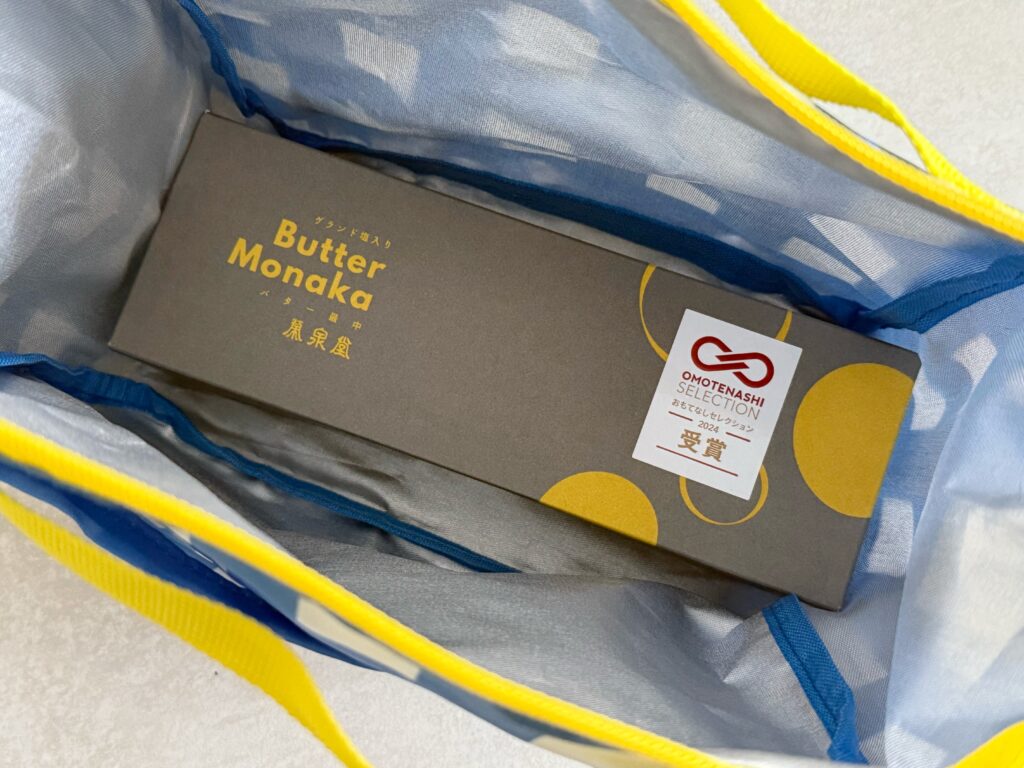 グランド塩入り
Butter
Monaka
バター最中
蘭泉堂
OMOTENASHI
SELECTION
おもてなしセレクション
2024
受賞